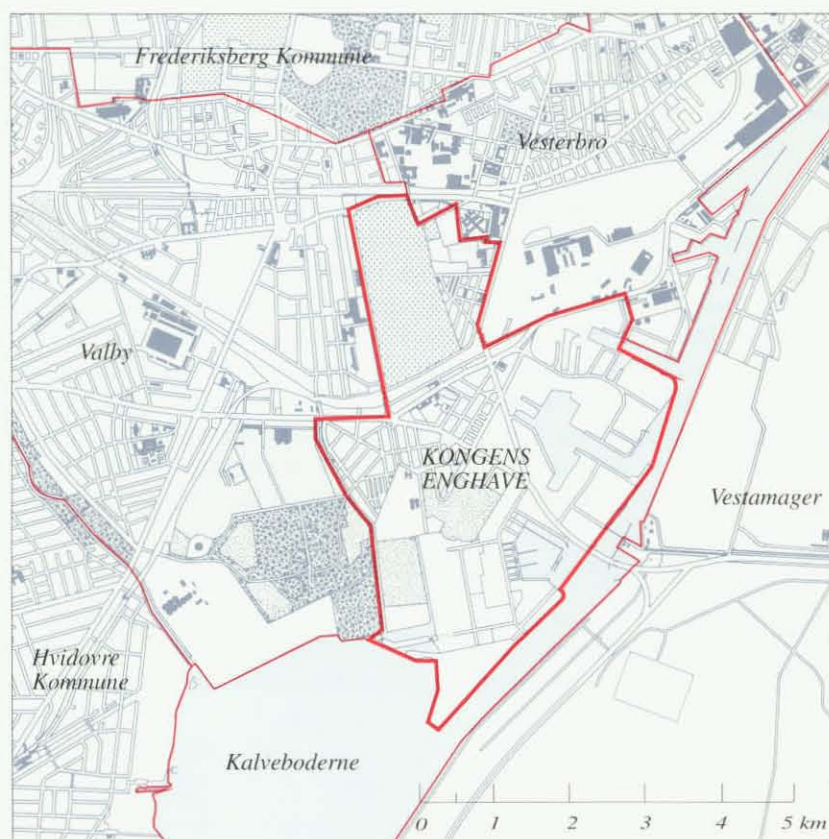 Frederiksberg Kommune
Vesterbro
Valby
KONGENS
ENGHAVE
Vestamager
Hvidovre
Kommune
Kalveboderne
0 1 2 3 4 5 km